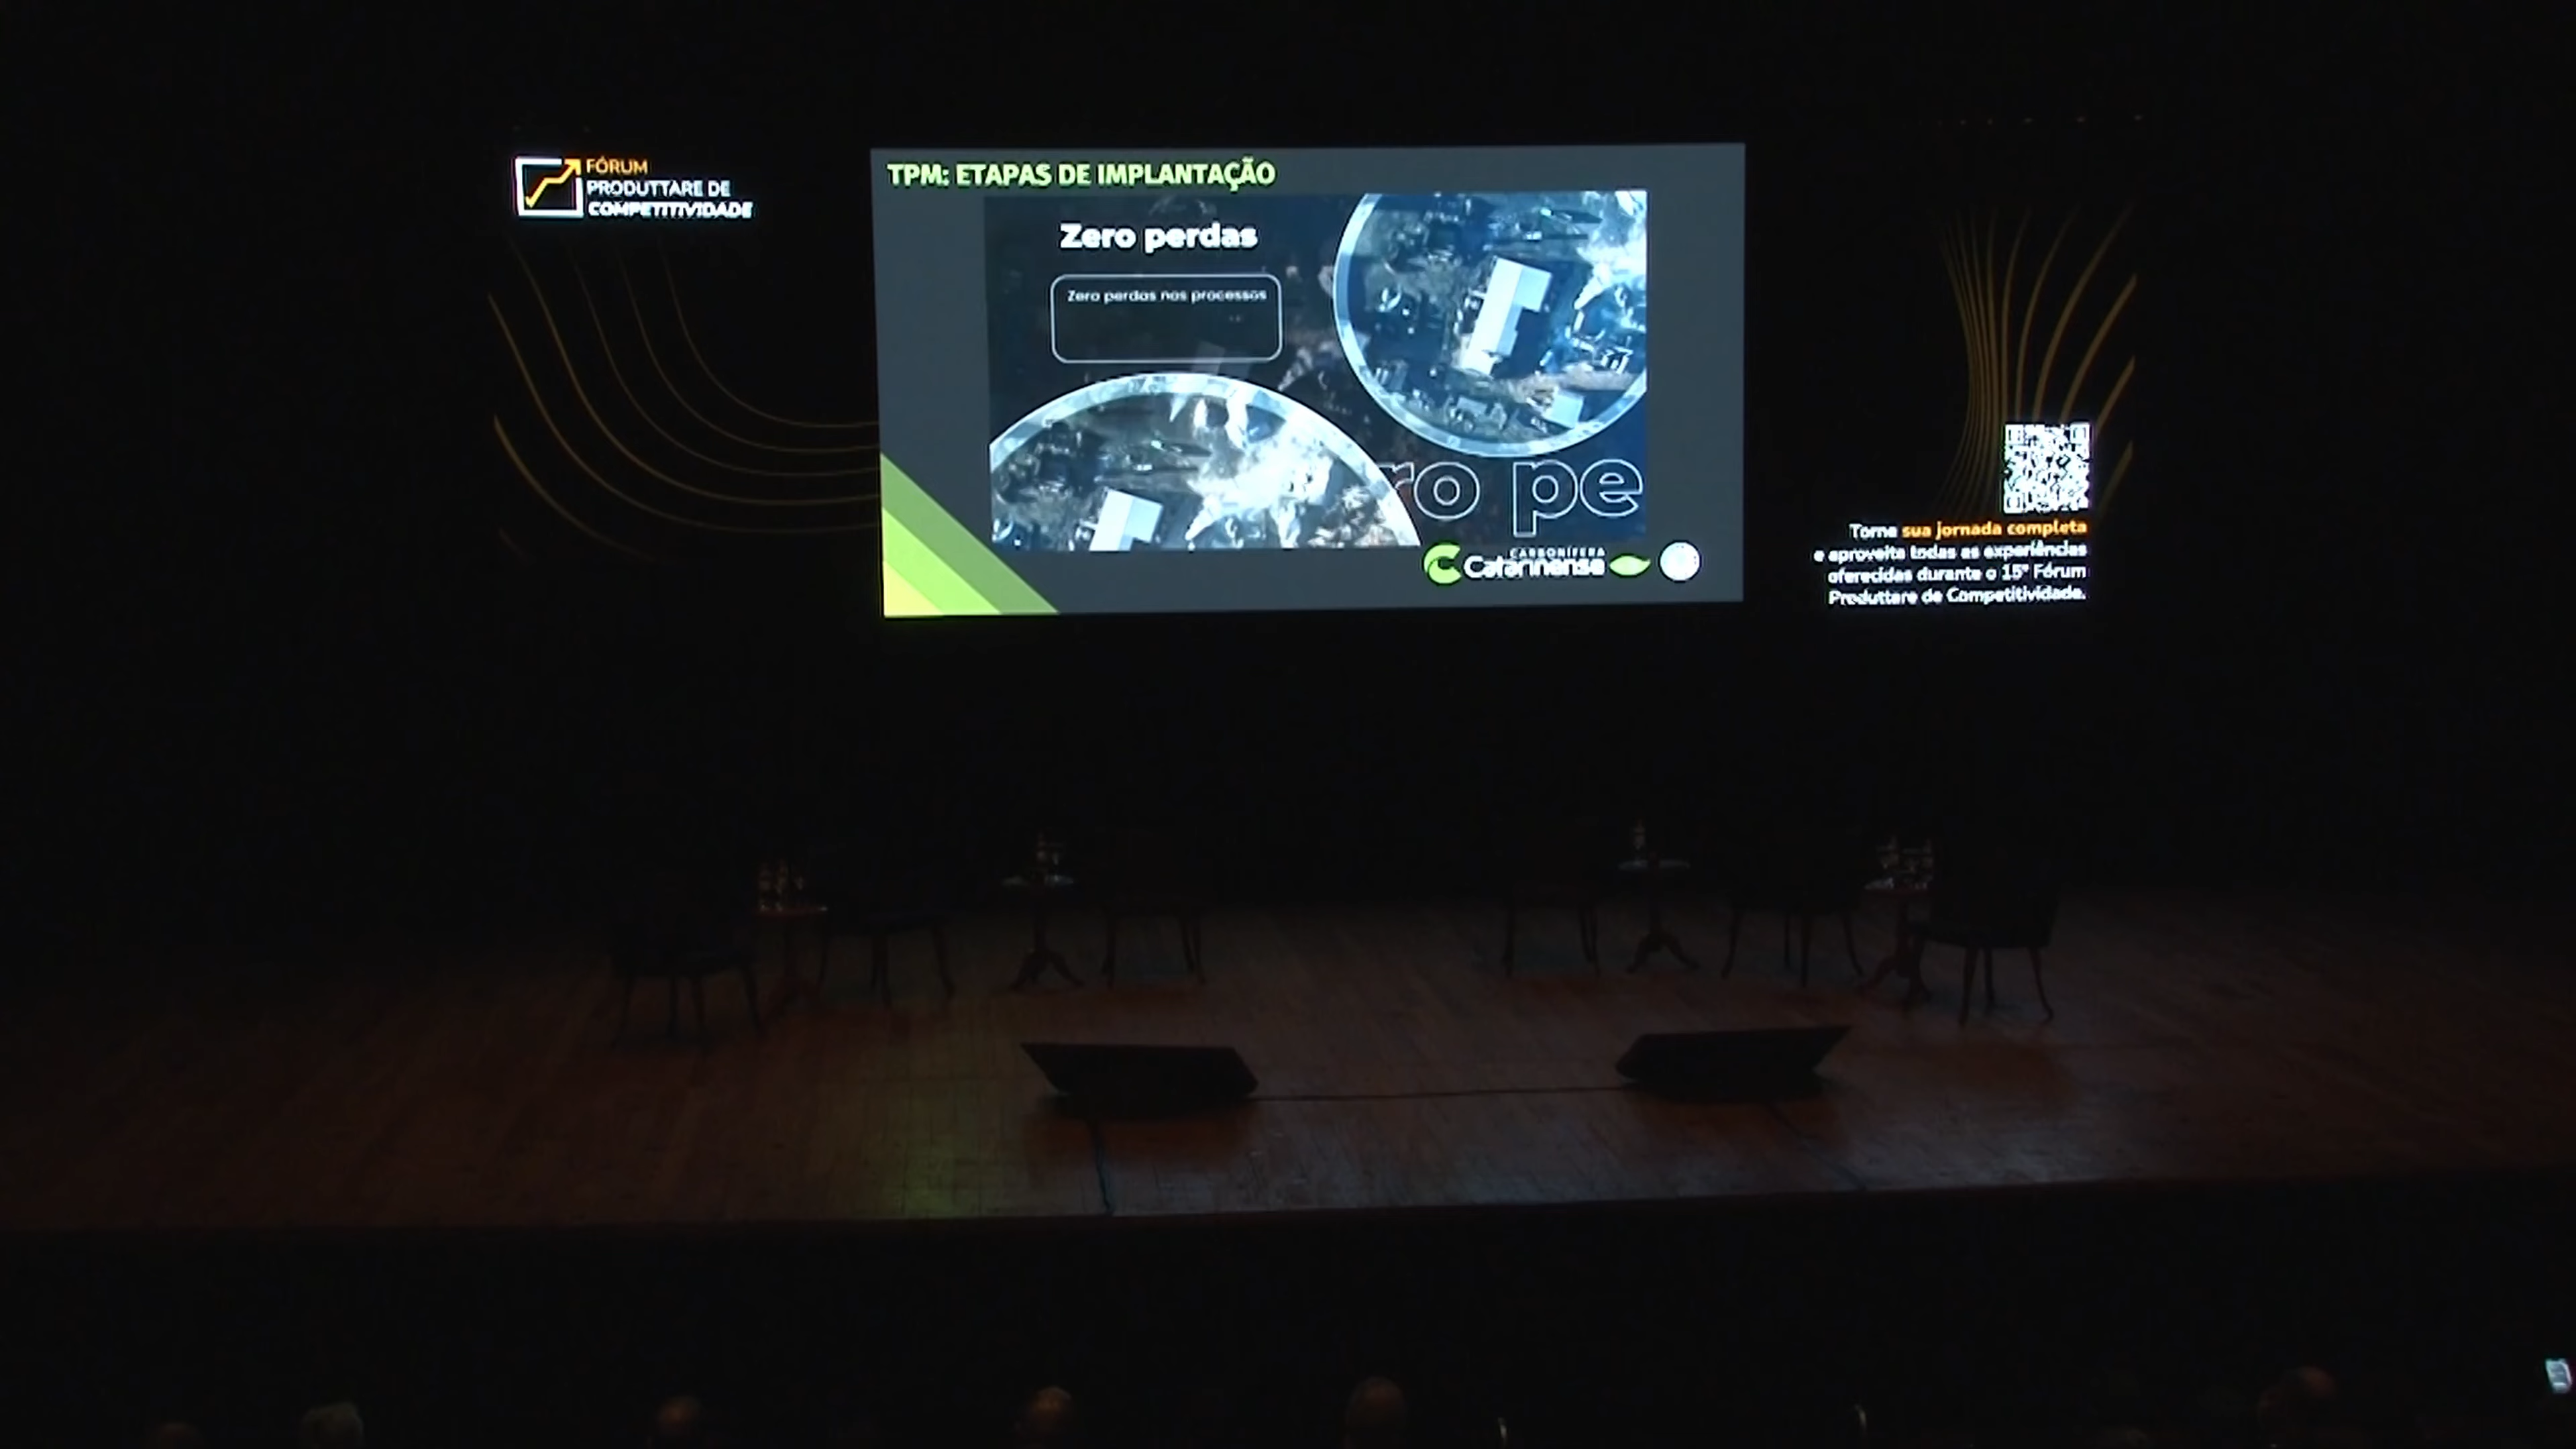 FÓRUM
PRODUTTARE DE
COMPETITIVIDADE
TPM: ETAPAS DE IMPLANTAÇÃO
Zero perdas
Zero perdas nos processos
ro pe
CARBONÍFERA
Catarinense
Torne sua jornada completa
e aproveite todas as experiências
oferecidas durante o 15º Fórum
Produttare de Competitividade.